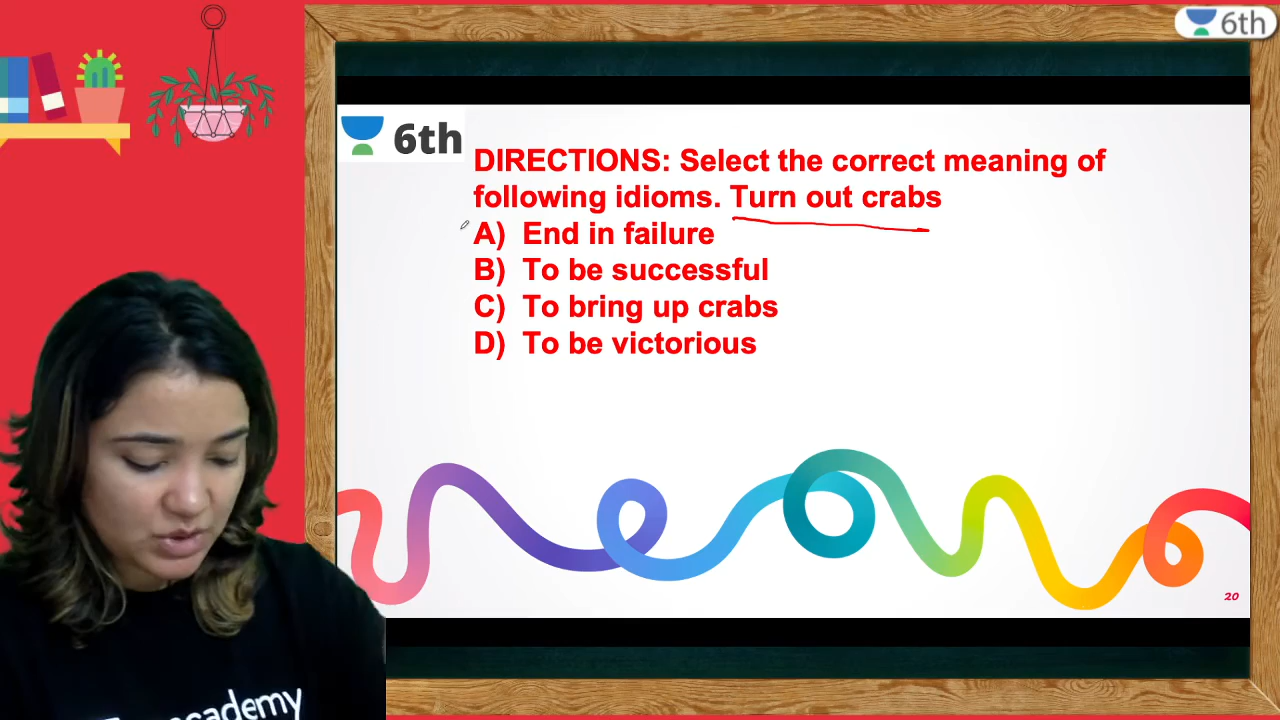 6th
6th
DIRECTIONS: Select the correct meaning of
following idioms. Turn out crabs
A) End in failure
B) To be successful
C) To bring up crabs
D) To be victorious
20